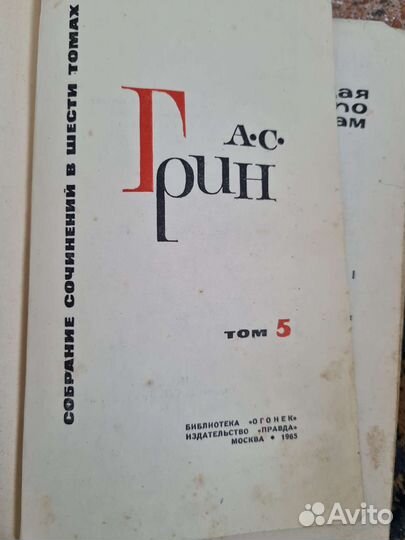 СОБРАНИЕ СОЧИНЕНИЙ В ШЕСТИ ТОМАХ
А·С·
Грин
ТОМ 5
БИБЛИОТЕКА «ОГОНЕК»
ИЗДАТЕЛЬСТВО «ПРАВДА»
МОСКВА • 1965
Avito